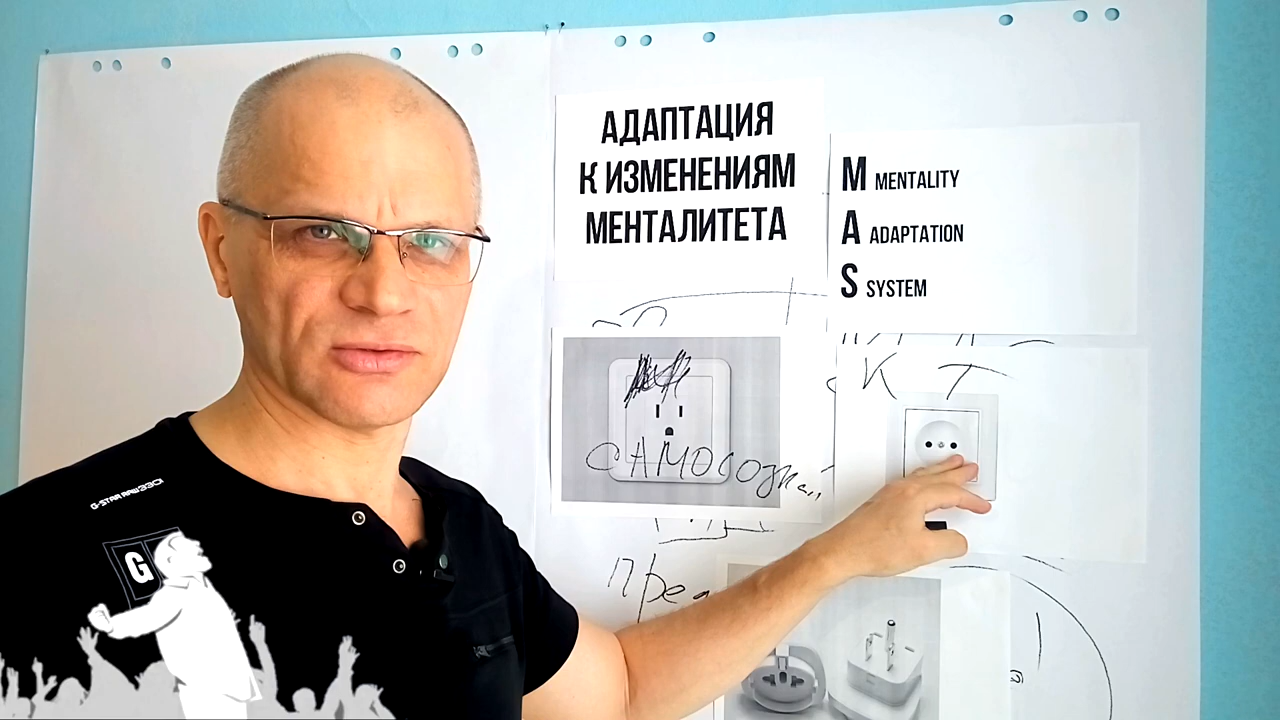 АДАПТАЦИЯ
К ИЗМЕНЕНИЯМ
МЕНТАЛИТЕТА
M MENTALITY
A ADAPTATION
S SYSTEM
К Т
G-STAR RAW
G